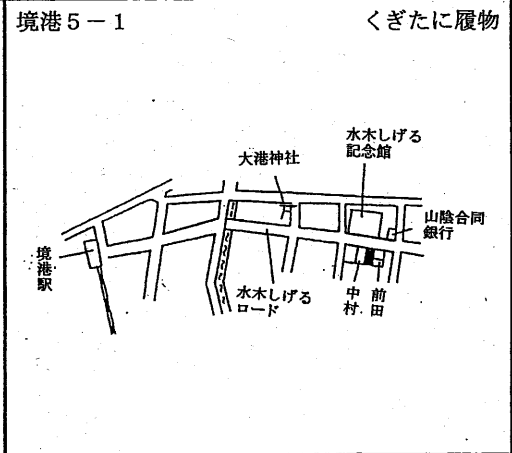 境港5－1
くぎたに履物
水木しげる
記念館
大港神社
山陰合同
銀行
境港駅
水木しげる
ロード
中村
前田